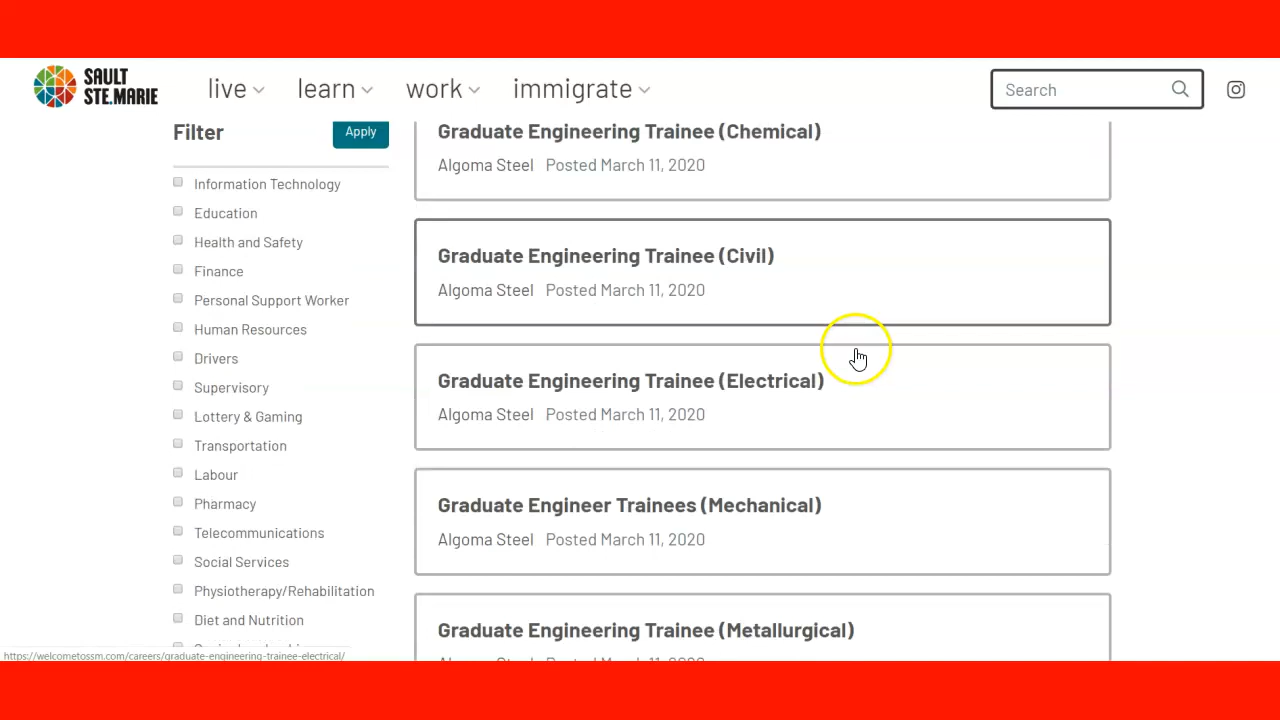 SAULT
STE.MARIE
live
learn
work
immigrate
Search
Filter
Apply
Information Technology
Education
Health and Safety
Finance
Personal Support Worker
Human Resources
Drivers
Supervisory
Lottery & Gaming
Transportation
Labour
Pharmacy
Telecommunications
Social Services
Physiotherapy/Rehabilitation
Diet and Nutrition
Graduate Engineering Trainee (Chemical)
Algoma Steel Posted March 11, 2020
Graduate Engineering Trainee (Civil)
Algoma Steel Posted March 11, 2020
Graduate Engineering Trainee (Electrical)
Algoma Steel Posted March 11, 2020
Graduate Engineer Trainees (Mechanical)
Algoma Steel Posted March 11, 2020
Graduate Engineering Trainee (Metallurgical)
https://welcometossm.com/careers/graduate-engineering-trainee-electrical/